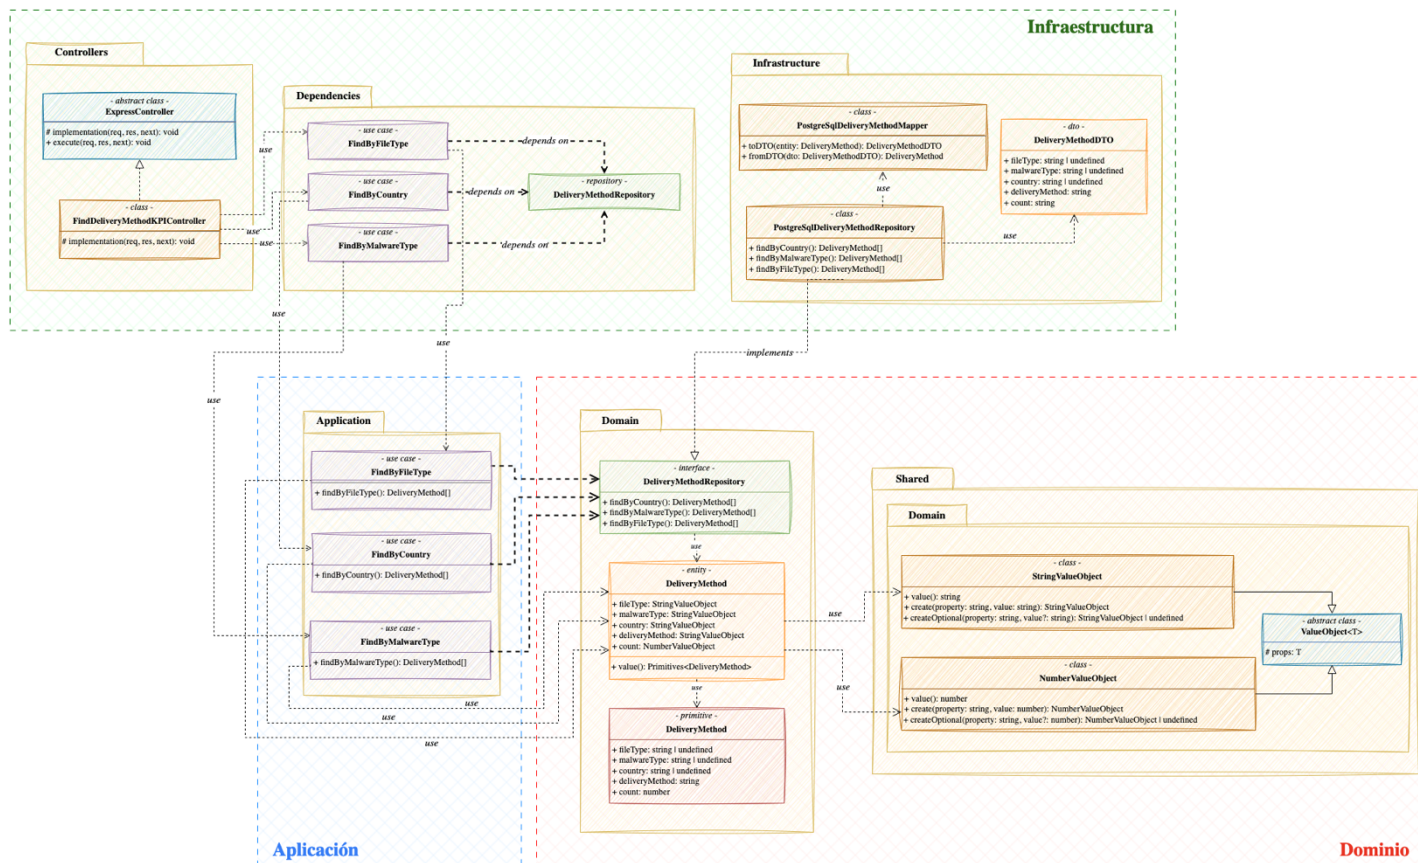 Infraestructura
Controllers
- abstract class -
ExpressController
# implementation(req, res, next): void
+ execute(req, res, next): void
- class -
FindDeliveryMethodKPIController
# implementation(req, res, next): void
use
use
use
Dependencies
- use case -
FindByFileType
- use case -
FindByCountry
- use case -
FindByMalwareType
depends on
depends on
depends on
- repository -
DeliveryMethodRepository
Infrastructure
- class -
PostgreSqlDeliveryMethodMapper
+ toDTO(entity: DeliveryMethod): DeliveryMethodDTO
+ fromDTO(dto: DeliveryMethodDTO): DeliveryMethod
use
- class -
PostgreSqlDeliveryMethodRepository
+ findByCountry(): DeliveryMethod[]
+ findByMalwareType(): DeliveryMethod[]
+ findByFileType(): DeliveryMethod[]
use
- dto -
DeliveryMethodDTO
+ fileType: string | undefined
+ malwareType: string | undefined
+ country: string | undefined
+ deliveryMethod: string
+ count: string
use
use
use
implements
Application
- use case -
FindByFileType
+ findByFileType(): DeliveryMethod[]
- use case -
FindByCountry
+ findByCountry(): DeliveryMethod[]
- use case -
FindByMalwareType
+ findByMalwareType(): DeliveryMethod[]
use
use
use
Aplicación
Domain
- interface -
DeliveryMethodRepository
+ findByCountry(): DeliveryMethod[]
+ findByMalwareType(): DeliveryMethod[]
+ findByFileType(): DeliveryMethod[]
use
- entity -
DeliveryMethod
+ fileType: StringValueObject
+ malwareType: StringValueObject
+ country: StringValueObject
+ deliveryMethod: StringValueObject
+ count: NumberValueObject
+ value(): Primitives<DeliveryMethod>
use
- primitive -
DeliveryMethod
+ fileType: string | undefined
+ malwareType: string | undefined
+ country: string | undefined
+ deliveryMethod: string
+ count: number
use
use
Shared
Domain
- class -
StringValueObject
+ value(): string
+ create(property: string, value: string): StringValueObject
+ createOptional(property: string, value?: string): StringValueObject | undefined
- abstract class -
ValueObject<T>
# props: T
- class -
NumberValueObject
+ value(): number
+ create(property: string, value: number): NumberValueObject
+ createOptional(property: string, value?: number): NumberValueObject | undefined
Dominio